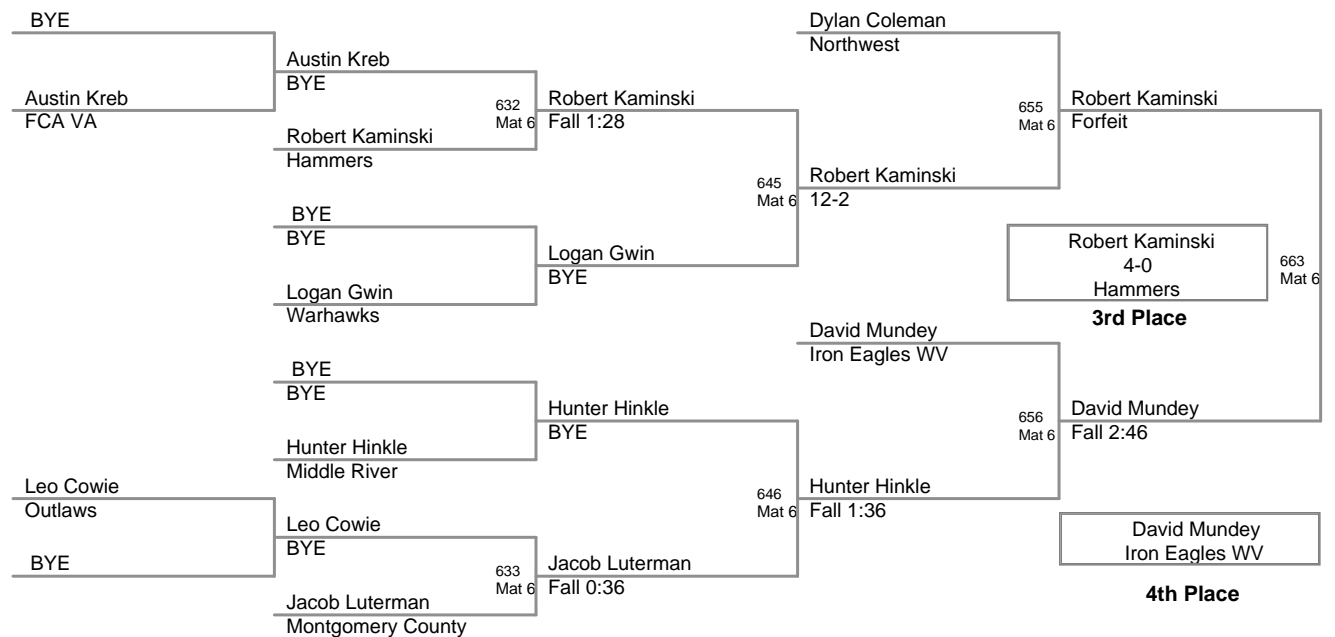 BYE
Austin Kreb
FCA VA
Austin Kreb
BYE
Robert Kaminski
Hammers
632
Mat 6
Robert Kaminski
Fall 1:28
BYE
BYE
Logan Gwin
Warhawks
Logan Gwin
BYE
645
Mat 6
Robert Kaminski
12-2
Dylan Coleman
Northwest
655
Mat 6
Robert Kaminski
Forfeit
Robert Kaminski
4-0
Hammers
3rd Place
663
Mat 6
BYE
BYE
Hunter Hinkle
Middle River
Hunter Hinkle
BYE
Leo Cowie
Outlaws
BYE
Leo Cowie
BYE
Jacob Luterman
Montgomery County
633
Mat 6
Jacob Luterman
Fall 0:36
646
Mat 6
Hunter Hinkle
Fall 1:36
David Mundey
Iron Eagles WV
656
Mat 6
David Mundey
Fall 2:46
David Mundey
Iron Eagles WV
4th Place